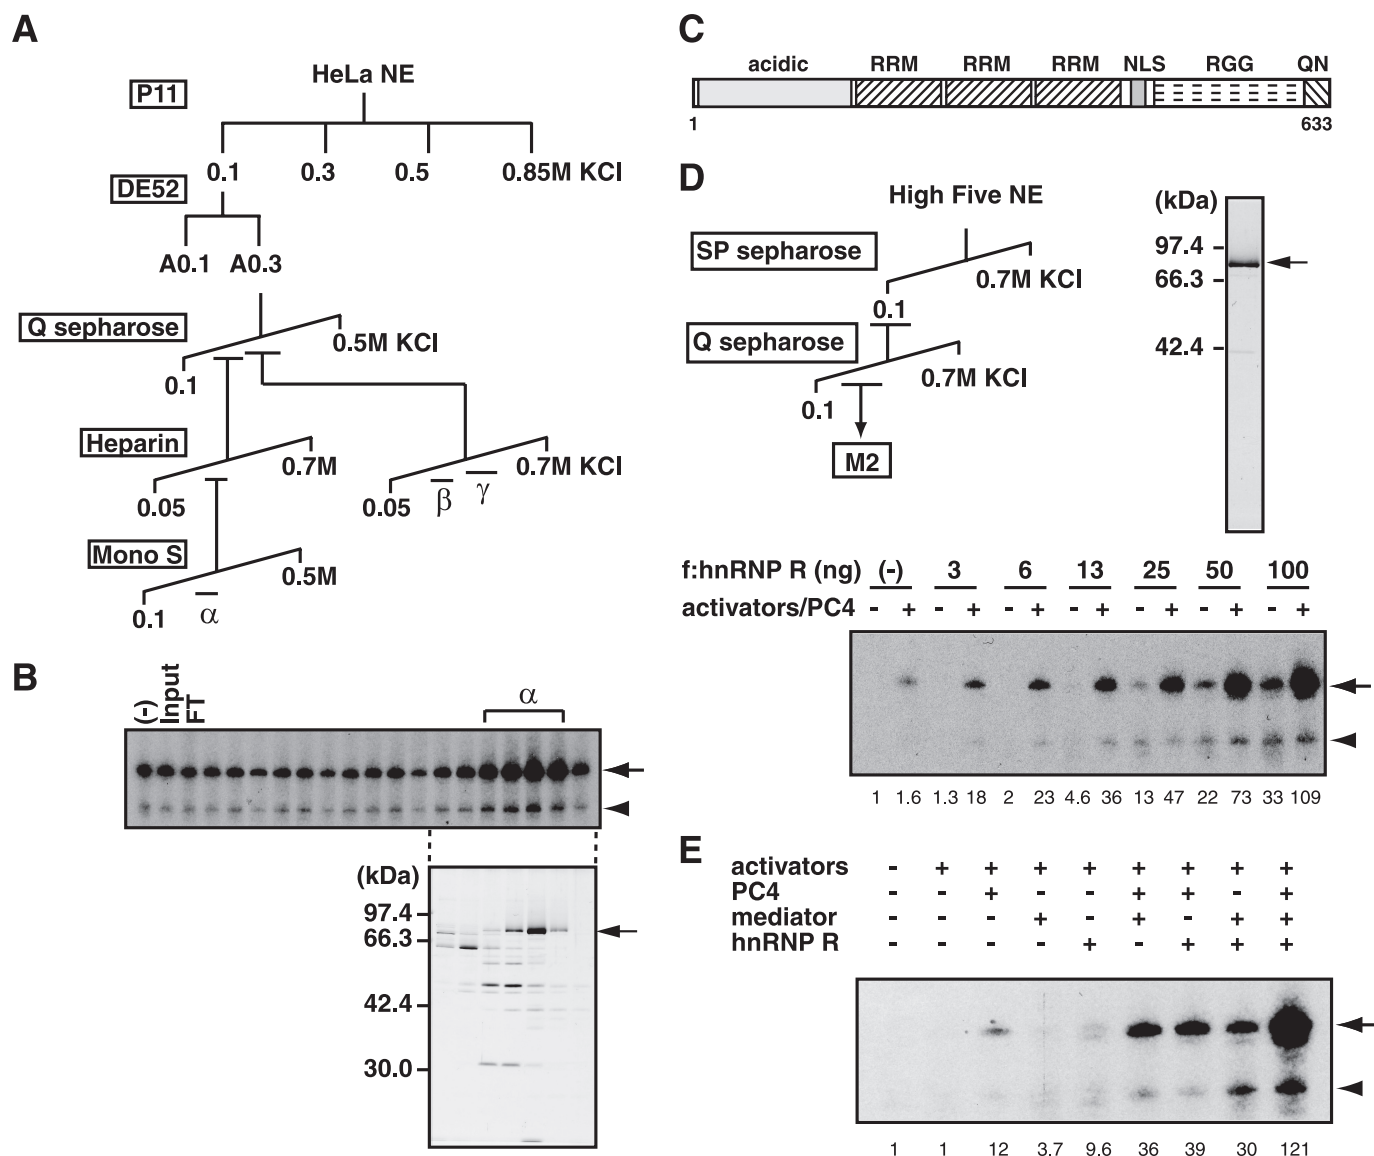 A
HeLa NE
P11
0.1 0.3 0.5 0.85M KCl
DE52
A0.1 A0.3
Q sepharose
0.5M KCl
0.1
Heparin
0.7M
0.7M KCl
0.05
0.05
β γ
Mono S
0.5M
0.1
α
B
(-)
Input
FT
α
(kDa)
97.4
66.3
42.4
30.0
C
acidic RRM RRM RRM NLS RGG QN
1 633
D
High Five NE
SP sepharose
0.7M KCl
0.1
Q sepharose
0.7M KCl
0.1
M2
(kDa)
97.4
66.3
42.4
f:hnRNP R (ng) (-) 3 6 13 25 50 100
activators/PC4 - + - + - + - + - + - + - +
1 1.6 1.3 18 2 23 4.6 36 13 47 22 73 33 109
E
activators - + + + + + + + +
PC4 - - + - - + + - +
mediator - - - + - + - + +
hnRNP R - - - - + - + + +
1 1 12 3.7 9.6 36 39 30 121